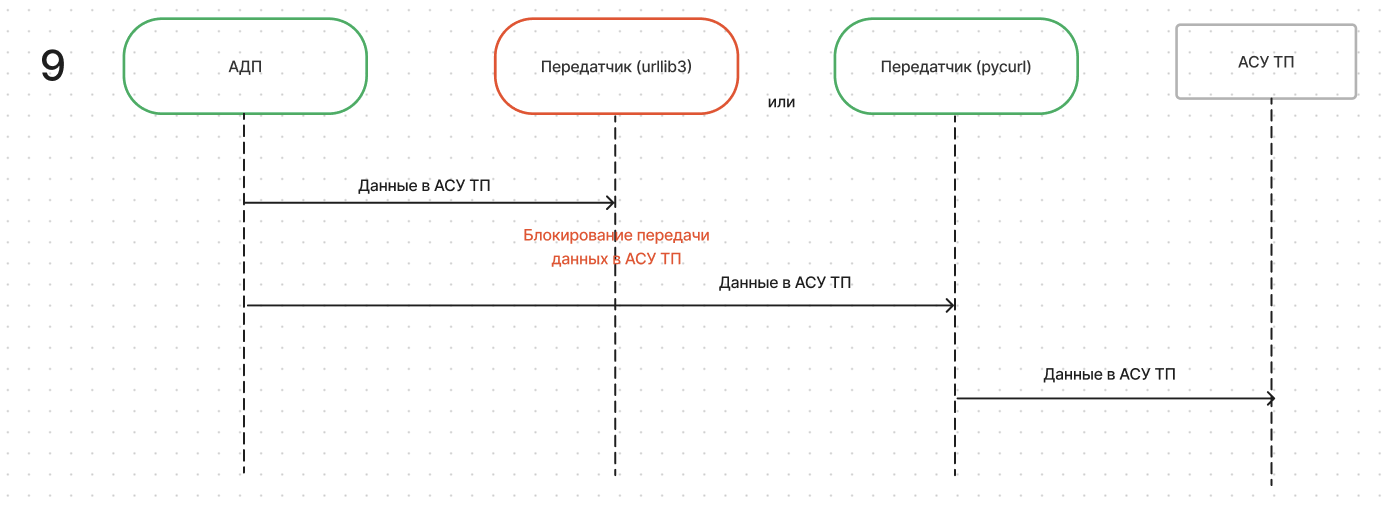 9
АДП
Передатчик (urllib3)
или
Передатчик (pycurl)
АСУ ТП
Данные в АСУ ТП
Блокирование передачи
данных в АСУ ТП
Данные в АСУ ТП
Данные в АСУ ТП